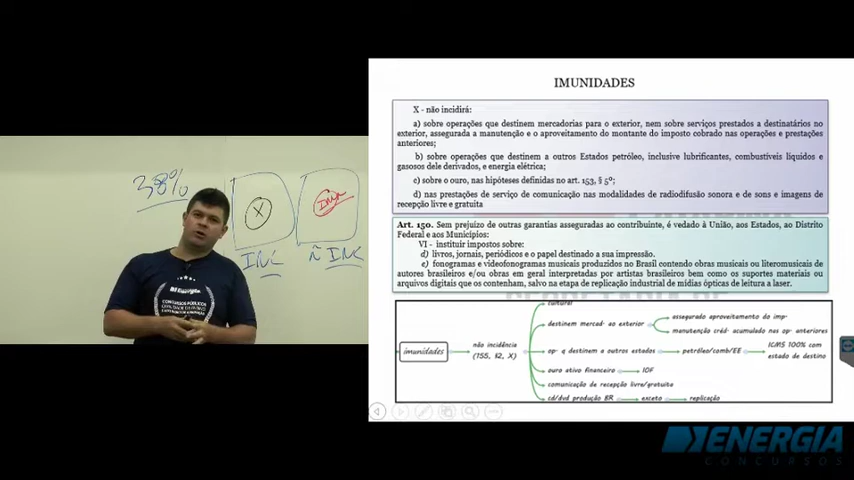 IMUNIDADES
X - não incidirá:
a) sobre operações que destinem mercadorias para o exterior, nem sobre serviços prestados a destinatários no
exterior, assegurada a manutenção e o aproveitamento do montante do imposto cobrado nas operações e prestações
anteriores;
b) sobre operações que destinem a outros Estados petróleo, inclusive lubrificantes, combustíveis líquidos e
gasosos dele derivados, e energia elétrica;
c) sobre o ouro, nas hipóteses definidas no art. 153, § 5º;
d) nas prestações de serviço de comunicação nas modalidades de radiodifusão sonora e de sons e imagens de
recepção livre e gratuita
Art. 150. Sem prejuízo de outras garantias asseguradas ao contribuinte, é vedado à União, aos Estados, ao Distrito
Federal e aos Municípios:
VI - instituir impostos sobre:
d) livros, jornais, periódicos e o papel destinado a sua impressão.
e) fonogramas e videofonogramas musicais produzidos no Brasil contendo obras musicais ou literomusicais de
autores brasileiros e/ou obras em geral interpretadas por artistas brasileiros bem como os suportes materiais ou
arquivos digitais que os contenham, salvo na etapa de replicação industrial de mídias ópticas de leitura a laser.
imunidades
não incidência
(155, §2, X)
cultural
destinem mercad- ao exterior
assegurado aproveitamento do imp-
manutenção créd- acumulado nas op- anteriores
op- q destinem a outros estados
petróleo/comb/EE
ICMS 100% com
estado de destino
ouro ativo financeiro
IOF
comunicação de recepção livre/gratuita
cd/dvd produção BR
exceto
replicação
38%
X
INC
IMN
Ñ INC
Energia
CONCURSOS PÚBLICOS
ENERGIA
CONCURSOS